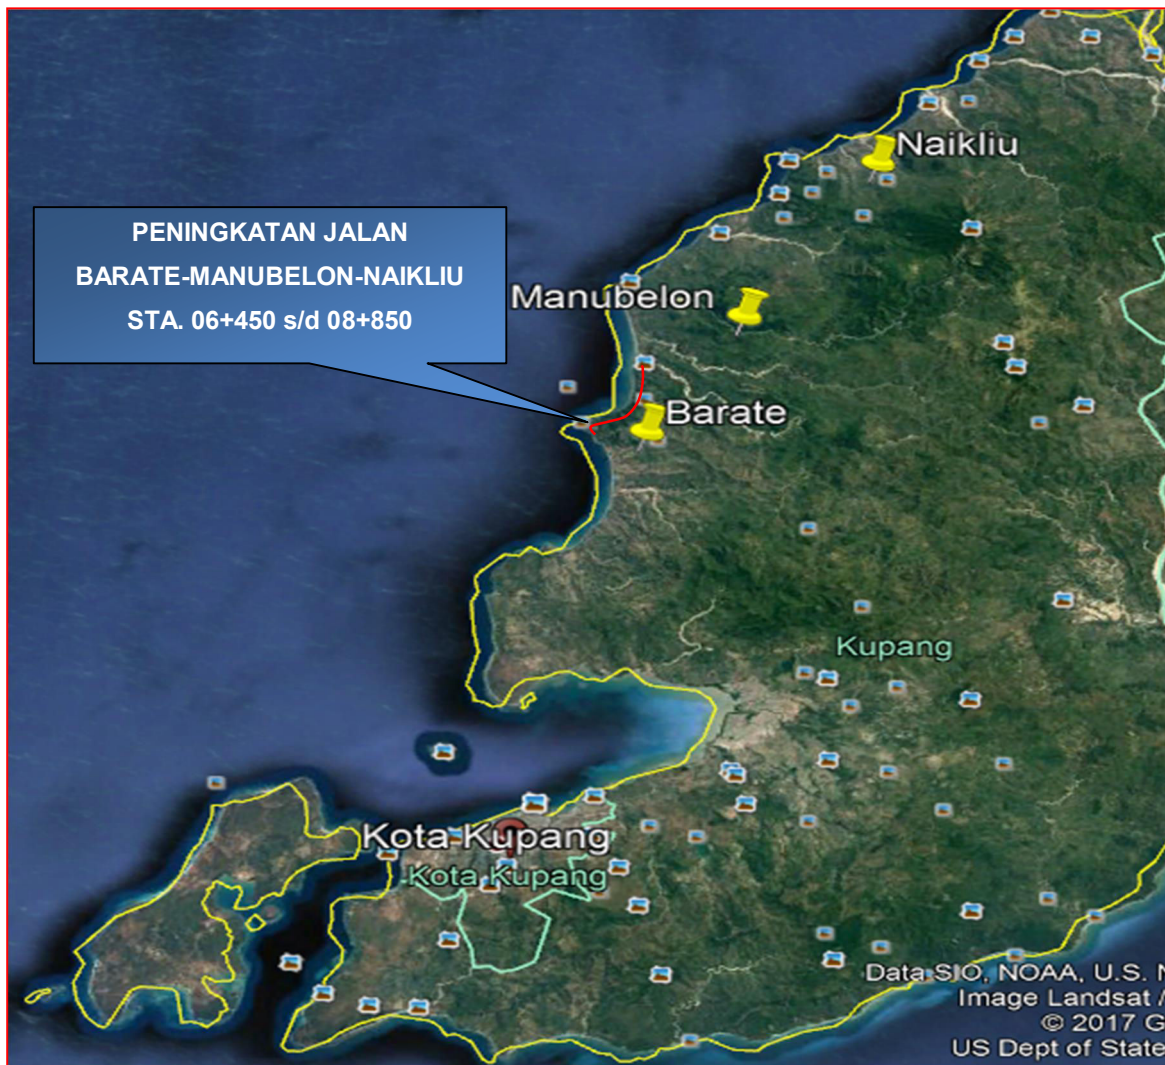 Naikliu
PENINGKATAN JALAN
BARATE-MANUBELON-NAIKLIU
STA. 06+450 s/d 08+850
Manubelon
Barate
Kupang
Kota Kupang
Kota Kupang
Data SIO, NOAA, U.S. N
Image Landsat /
© 2017 G
US Dept of State